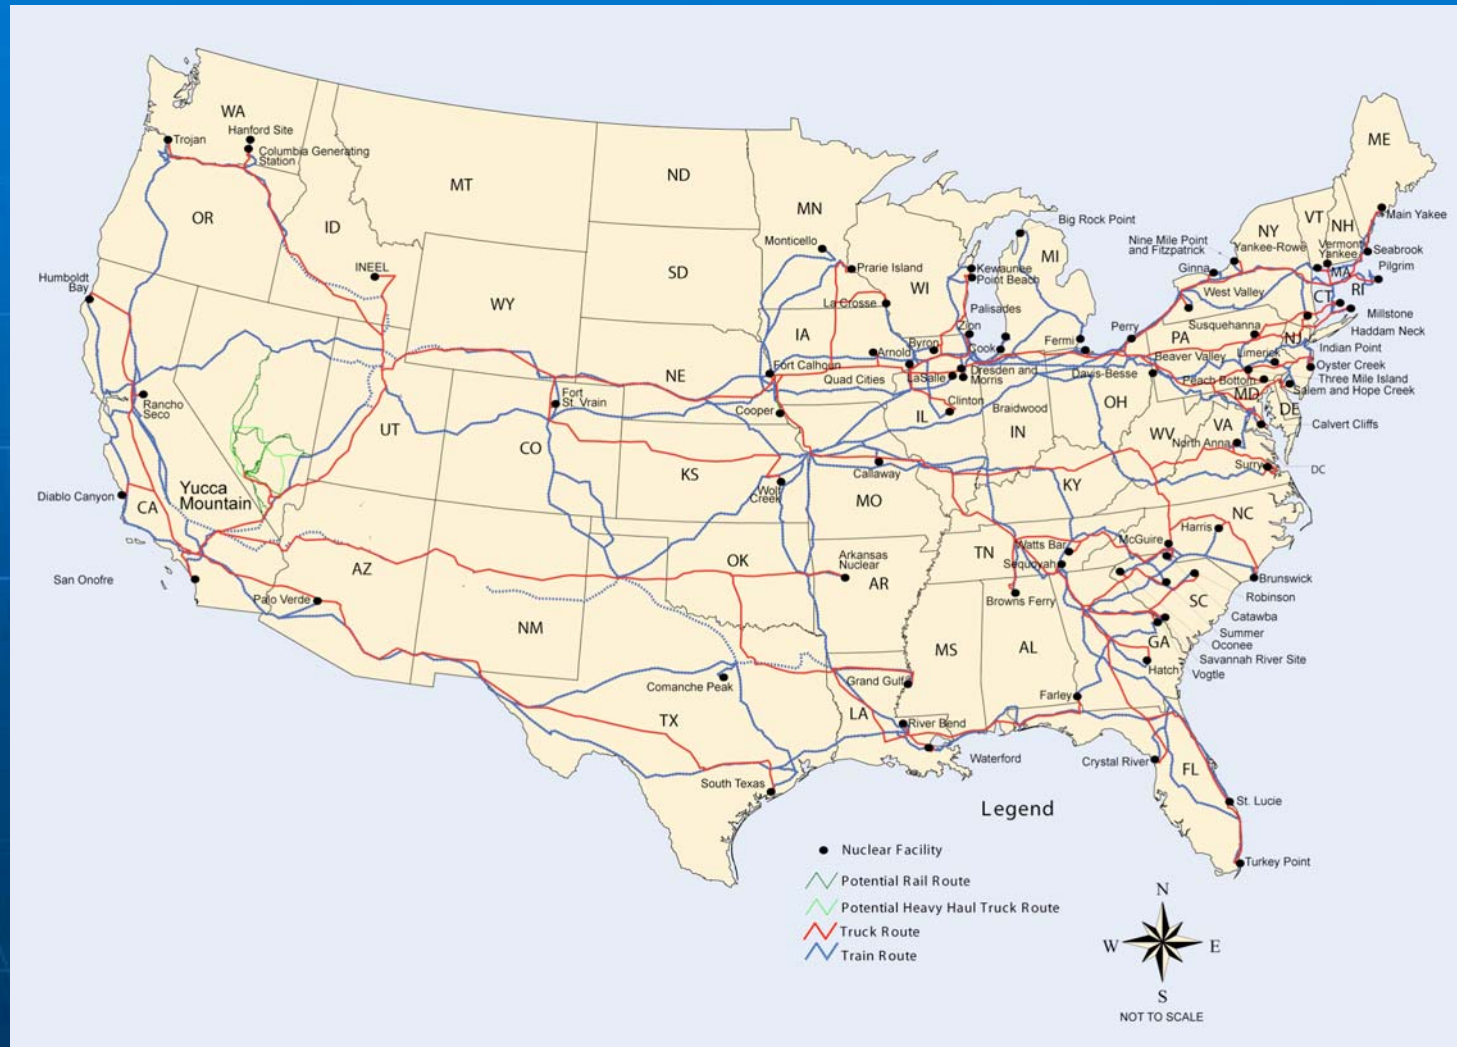 ME
WA
Hanford Site
Trojan
Columbia Generating
Station
MT
ND
MN
VT
NH
Main Yakee
OR
ID
Big Rock Point
NY
Monticello
MI
Nine Mile Point
and Fitzpatrick
Yankee-Rowe
Vermont
Yankee
Seabrook
INEEL
SD
Prarie Island
Kewaunee
Point Beach
Ginna
MA
Pilgrim
Humboldt
Bay
WY
WI
La Crosse
West Valley
CT
RI
Palisades
Millstone
IA
Zion
Perry
Susquehanna
PA
Haddam Neck
Byron
Cook
Fermi
NJ
Arnold
Limerick
Indian Point
Fort Calhoun
Beaver Valley
Oyster Creek
NE
Quad Cities
LaSalle
Dresden and
Morris
Davis-Besse
Peach Bottom
Three Mile Island
Salem and Hope Creek
Fort
St. Vrain
Clinton
OH
MD
DE
Rancho
Seco
Cooper
IL
Braidwood
UT
IN
WV
VA
Calvert Cliffs
CO
North Anna
KS
Callaway
Surry
DC
Yucca
Mountain
Wolf
Creek
KY
Diablo Canyon
CA
MO
NC
Harris
McGuire
TN
Watts Bar
Arkansas
Nuclear
OK
Sequoyah
San Onofre
AZ
AR
Brunswick
Palo Verde
Browns Ferry
SC
Robinson
Catawba
NM
Summer
MS
AL
GA
Oconee
Savannah River Site
Hatch
Vogtle
Comanche Peak
Grand Gulf
Farley
TX
LA
River Bend
Waterford
Crystal River
FL
South Texas
St. Lucie
Legend
Nuclear Facility
Turkey Point
Potential Rail Route
Potential Heavy Haul Truck Route
Truck Route
Train Route
N
W
E
S
NOT TO SCALE